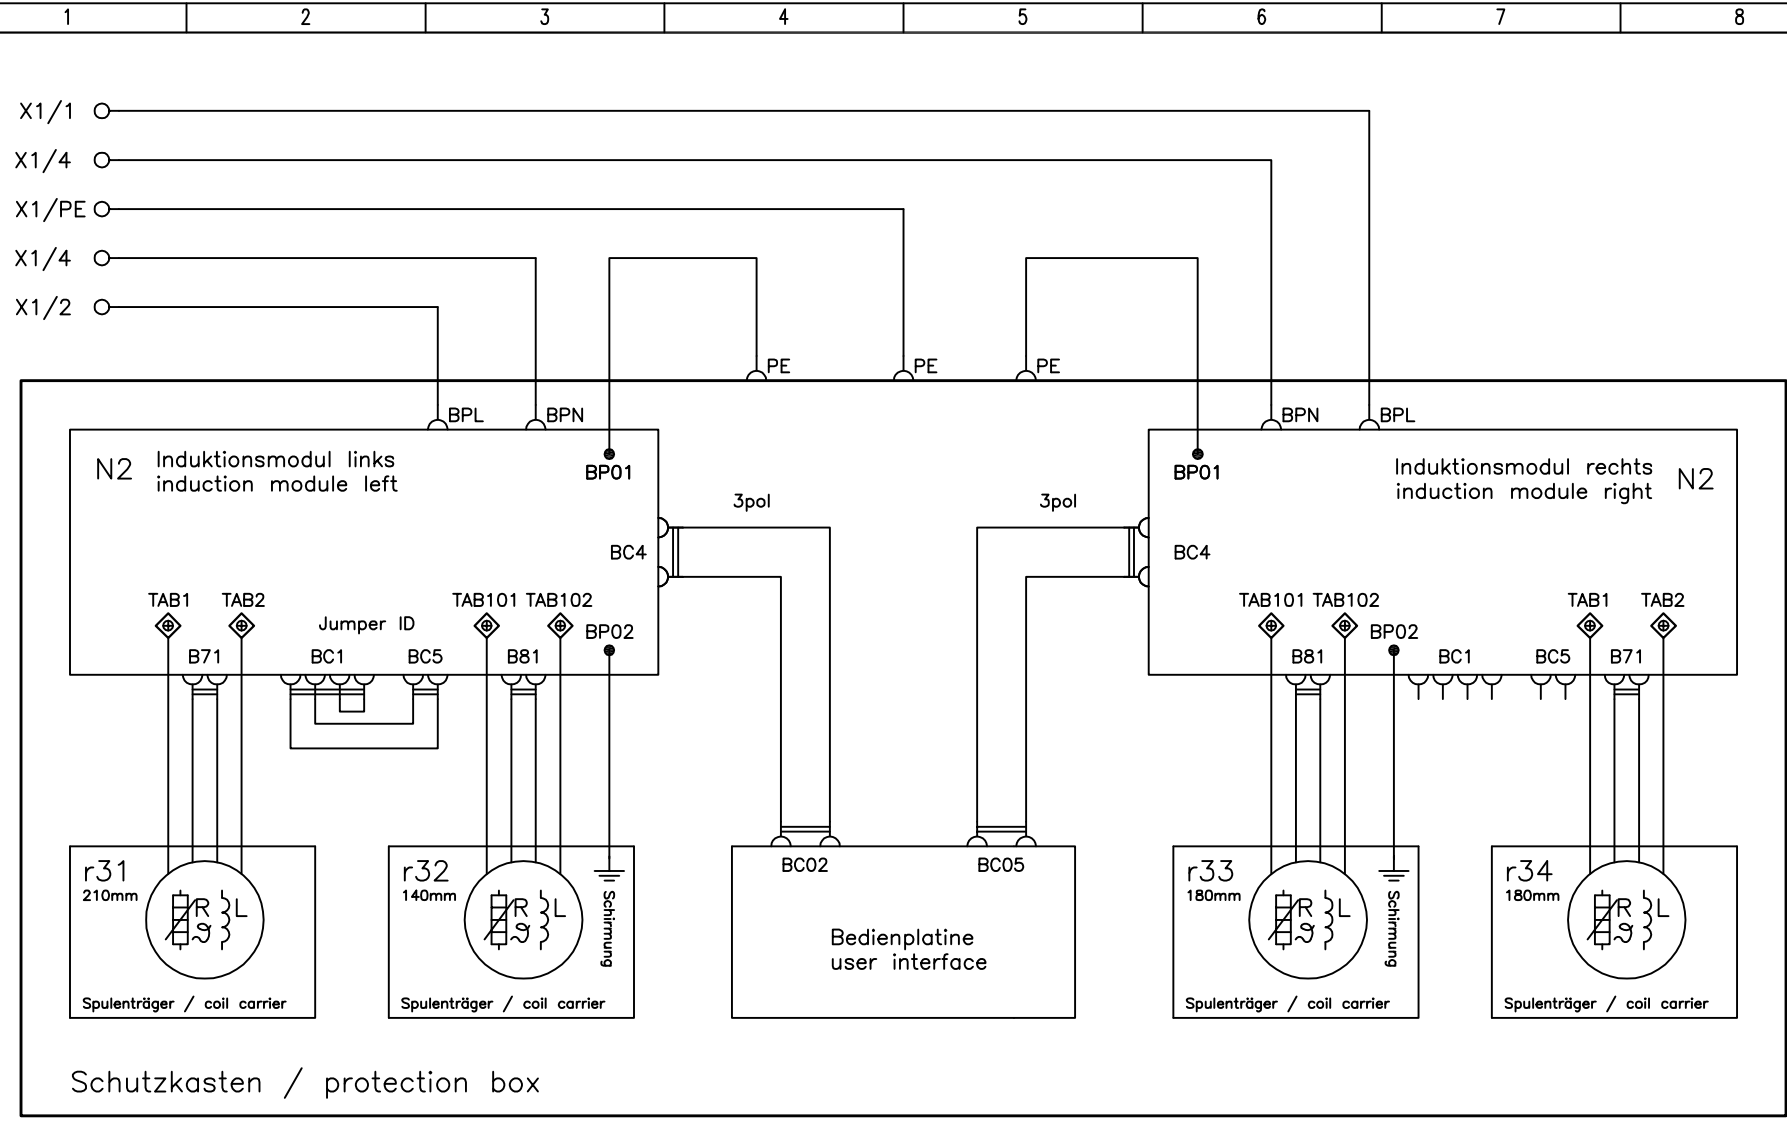 1 2 3 4 5 6 7 8
X1/1
X1/4
X1/PE
X1/4
X1/2
PE PE PE
BPL BPN BPN BPL
N2 Induktionsmodul links
induction module left
BP01
BP01
Induktionsmodul rechts N2
induction module right
3pol 3pol
BC4 BC4
TAB1 TAB2 Jumper ID TAB101 TAB102 BP02
TAB101 TAB102 BP02 TAB1 TAB2
B71 BC1 BC5 B81
B81 BC1 BC5 B71
r31
210mm
R L
ϑ
Spulenträger / coil carrier
r32
140mm
R L
ϑ
Schirmung
Spulenträger / coil carrier
BC02 BC05
Bedienplatine
user interface
r33
180mm
R L
ϑ
Schirmung
Spulenträger / coil carrier
r34
180mm
R L
ϑ
Spulenträger / coil carrier
Schutzkasten / protection box